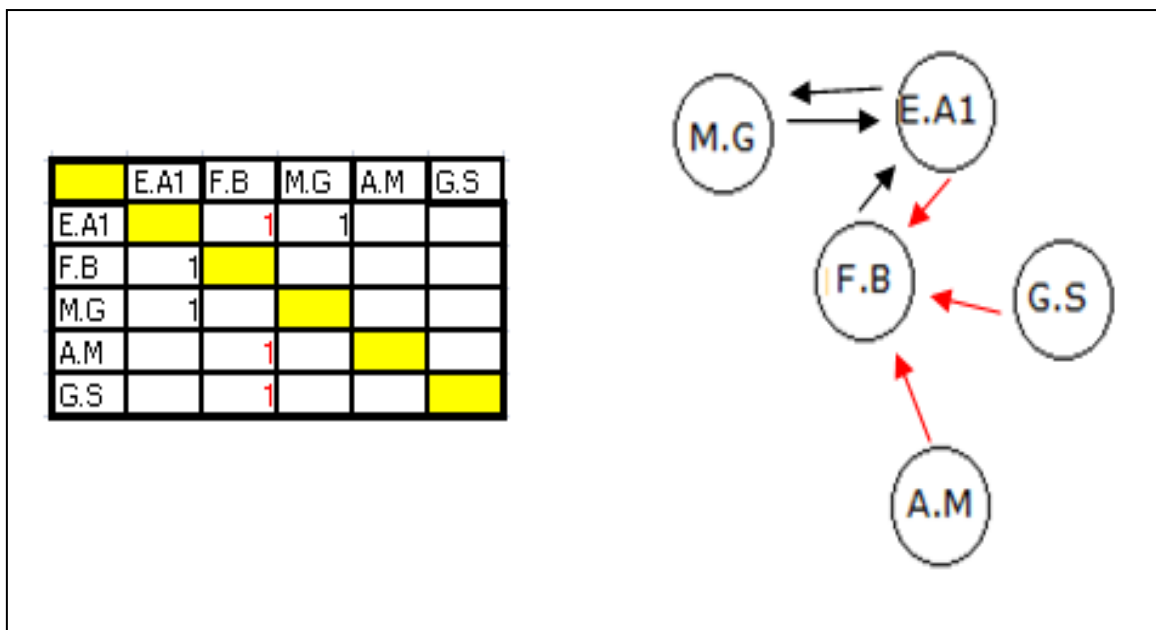 E.A1 F.B M.G A.M G.S
E.A1 1 1
F.B 1
M.G 1
A.M 1
G.S 1
E.A1
M.G
F.B
G.S
A.M